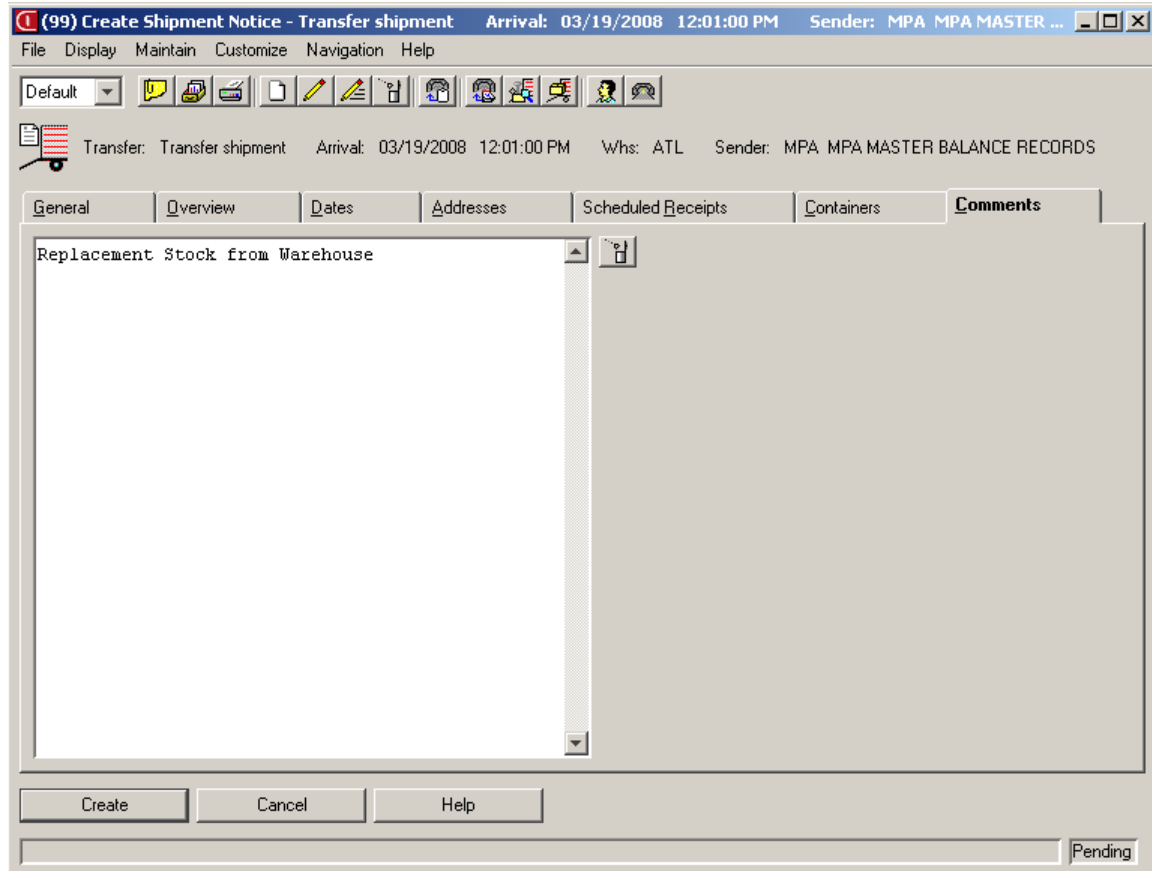 (99) Create Shipment Notice - Transfer shipment Arrival: 03/19/2008 12:01:00 PM Sender: MPA MPA MASTER ...
File Display Maintain Customize Navigation Help
Default
Transfer: Transfer shipment Arrival: 03/19/2008 12:01:00 PM Whs: ATL Sender: MPA MPA MASTER BALANCE RECORDS
General Overview Dates Addresses Scheduled Receipts Containers Comments
Replacement Stock from Warehouse
Create Cancel Help
Pending